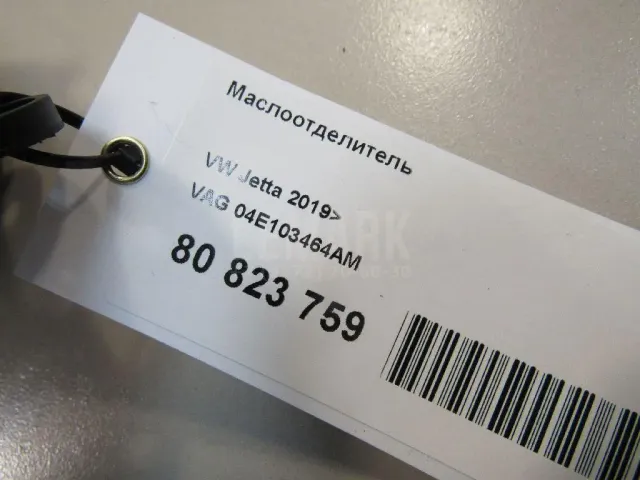 Маслоотделитель
VW Jetta 2019>
VAG 04E103464AM
80 823 759